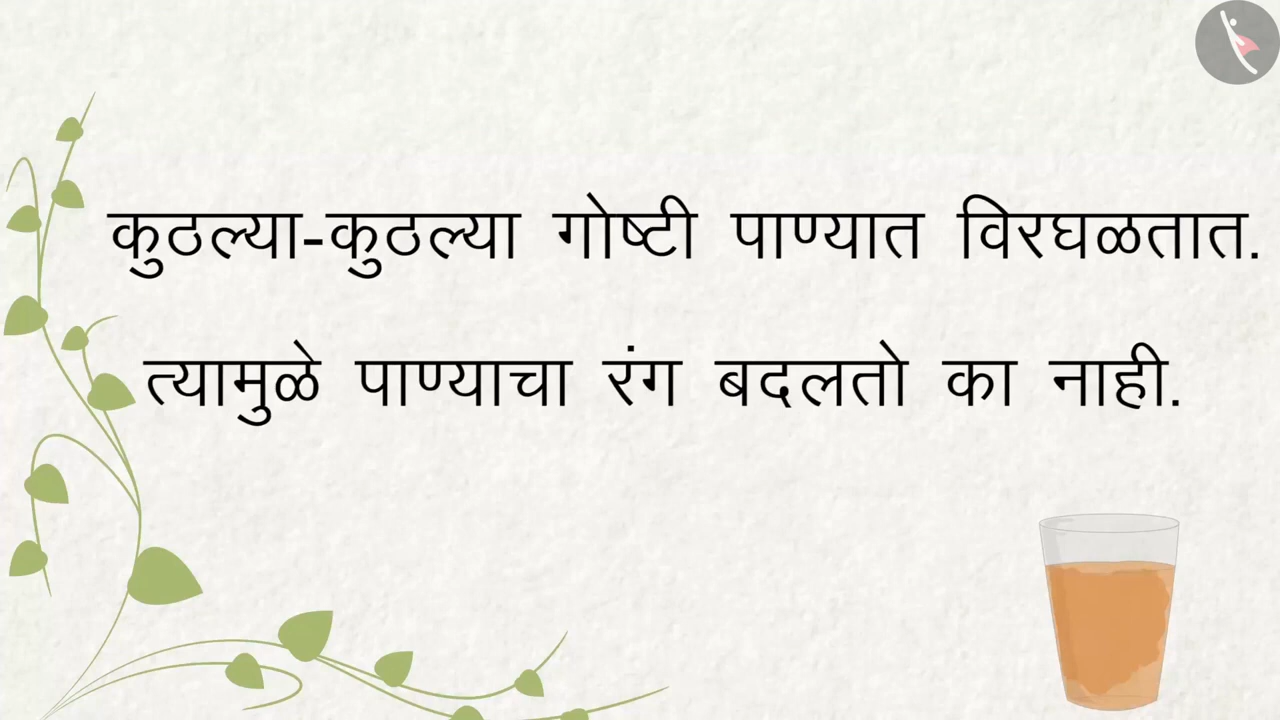 कुठल्या-कुठल्या गोष्टी पाण्यात विरघळतात.
त्यामुळे पाण्याचा रंग बदलतो का नाही.